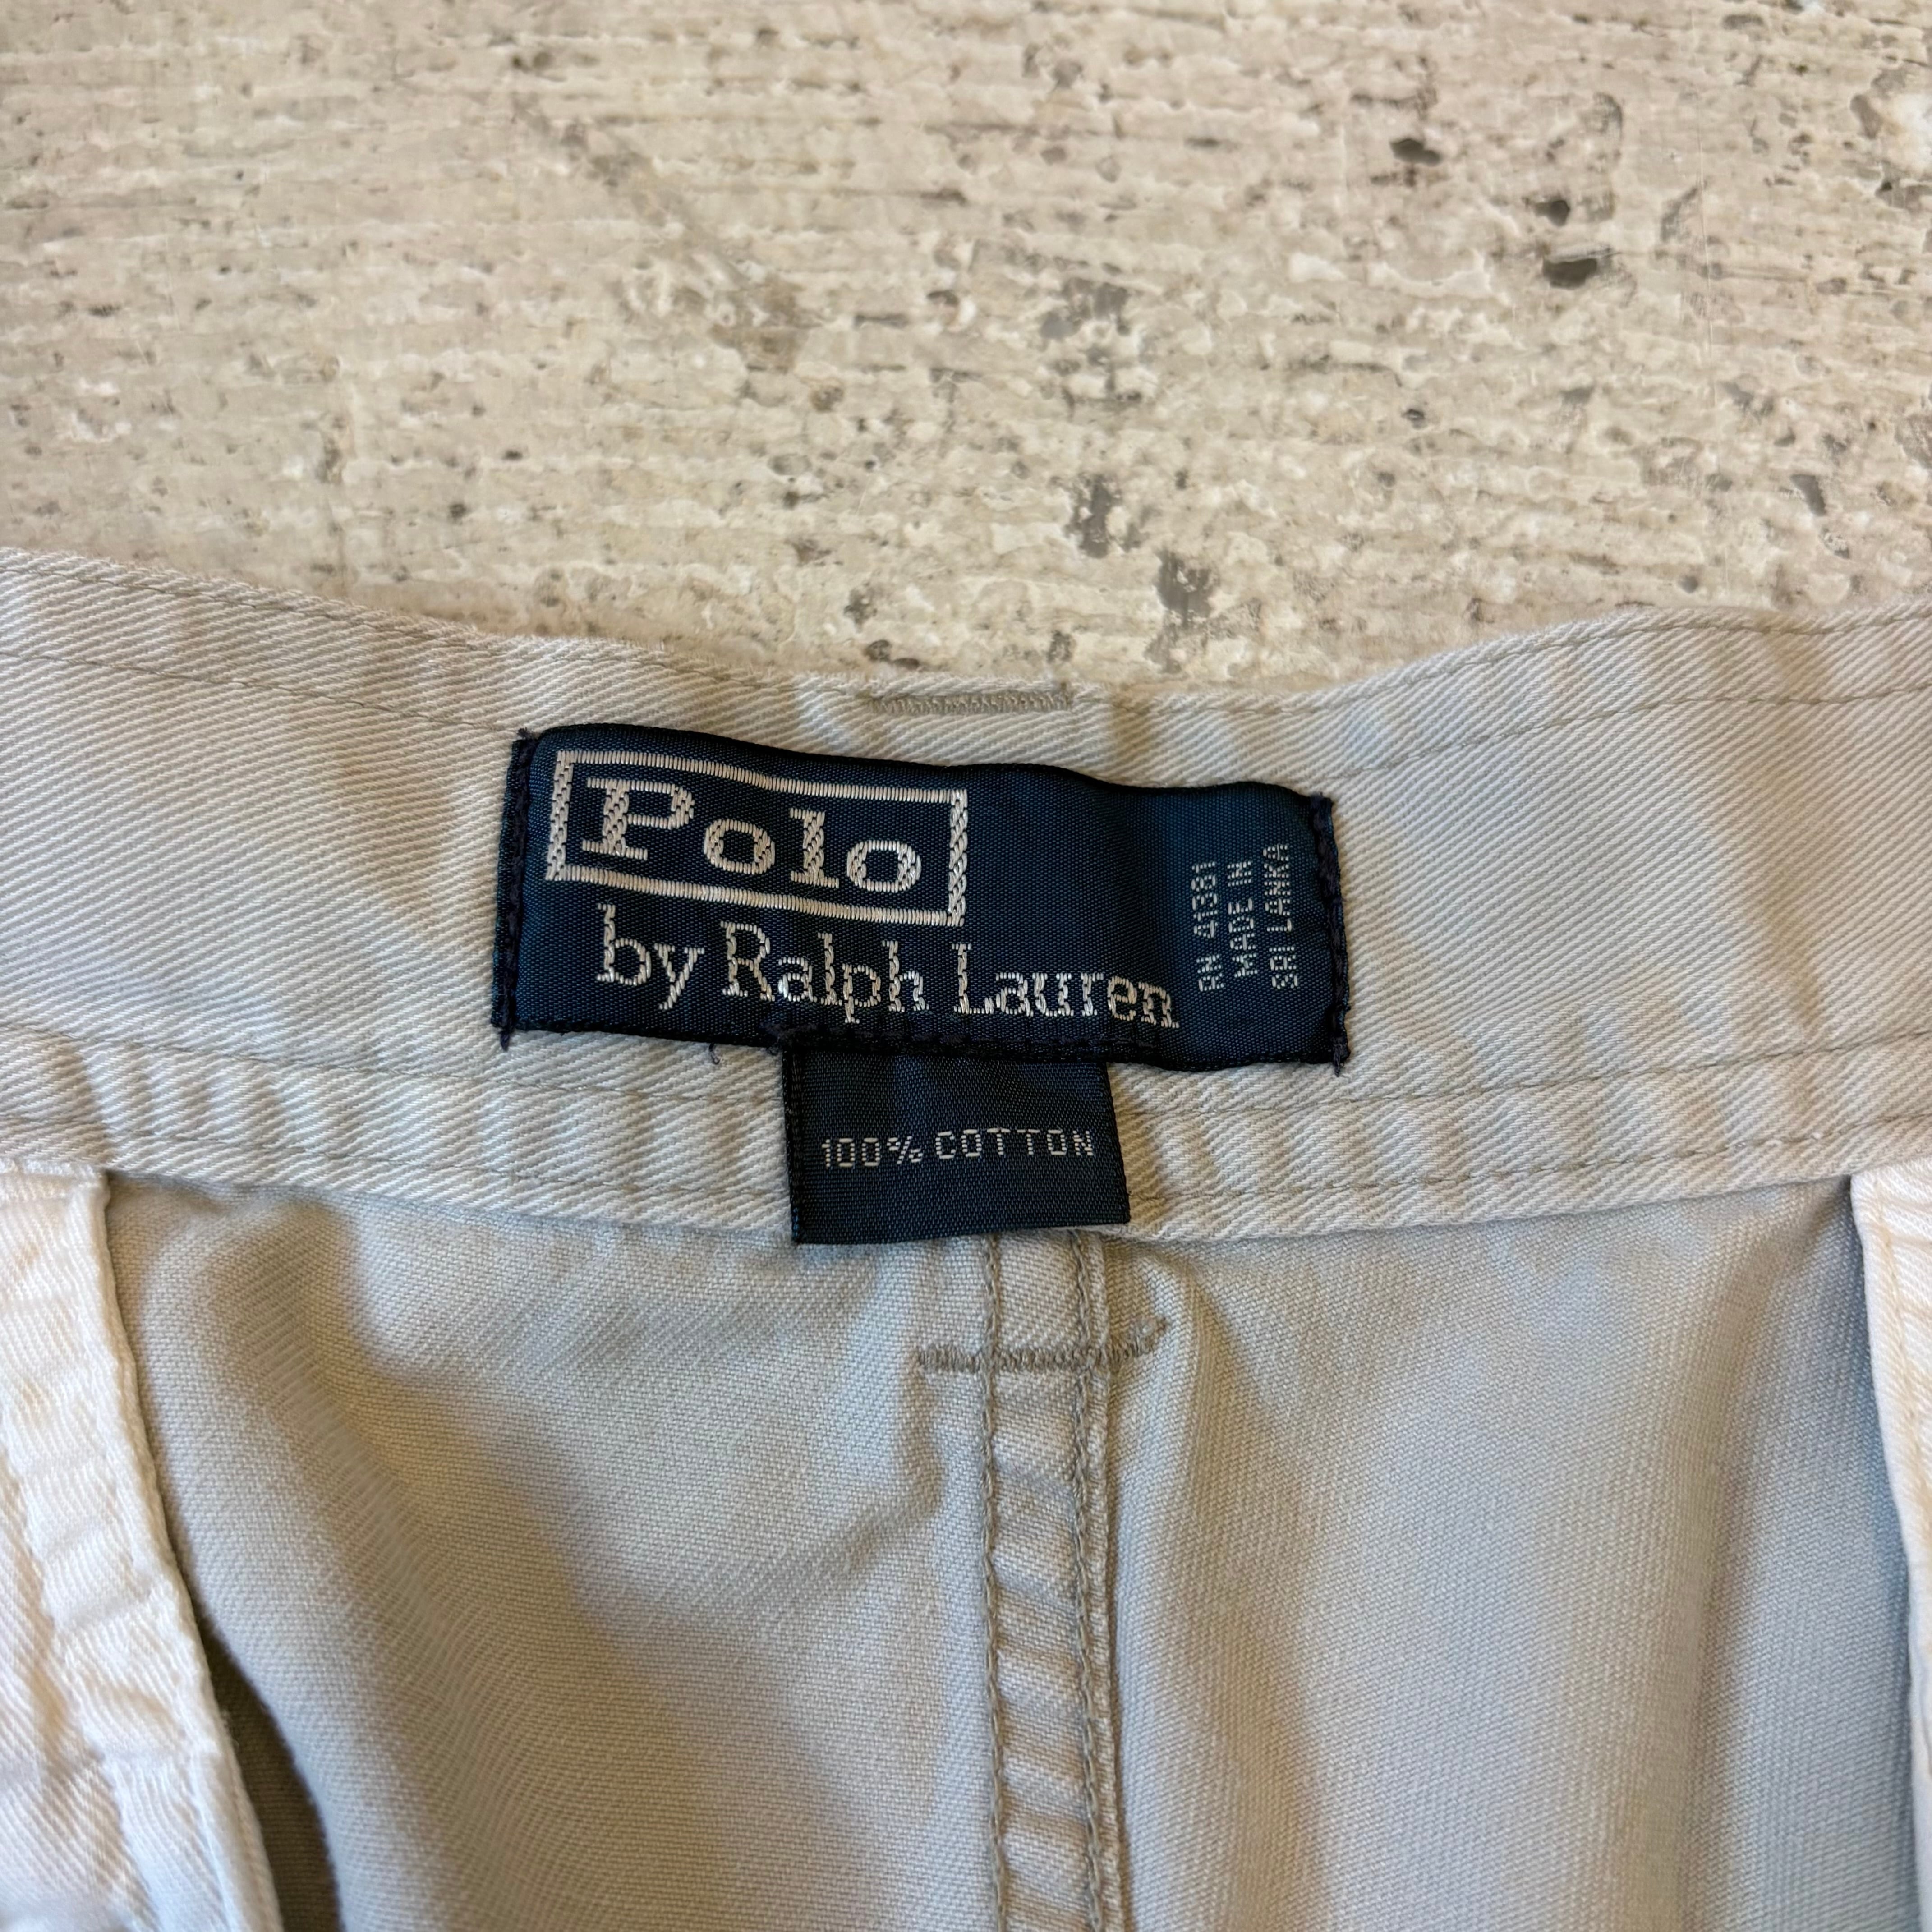 Polo
by Ralph Lauren
RN 41381
MADE IN
SRI LANKA
100% COTTON